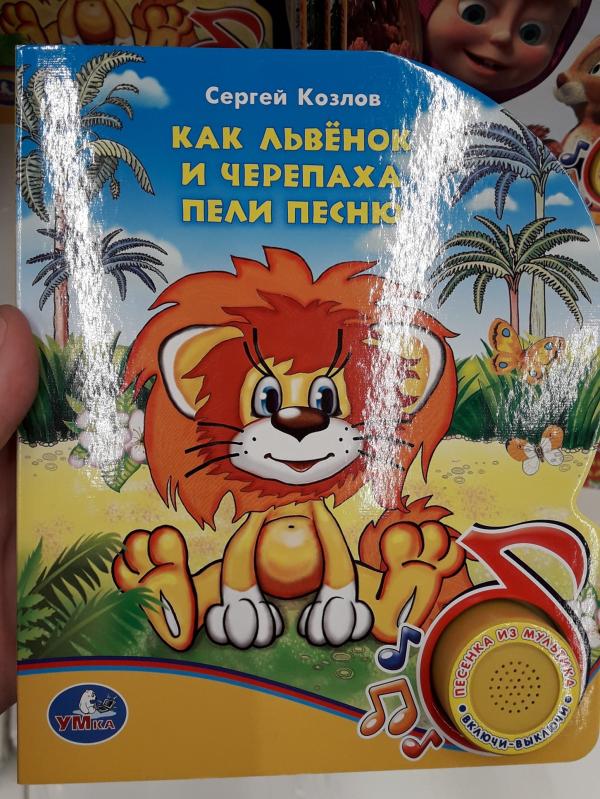 Сергей Козлов
КАК ЛЬВЁНОК
И ЧЕРЕПАХА
ПЕЛИ ПЕСНЮ
ПЕСЕНКА ИЗ МУЛЬТИКА
• ВКЛЮЧИ-ВЫКЛЮЧИ •
УМКА